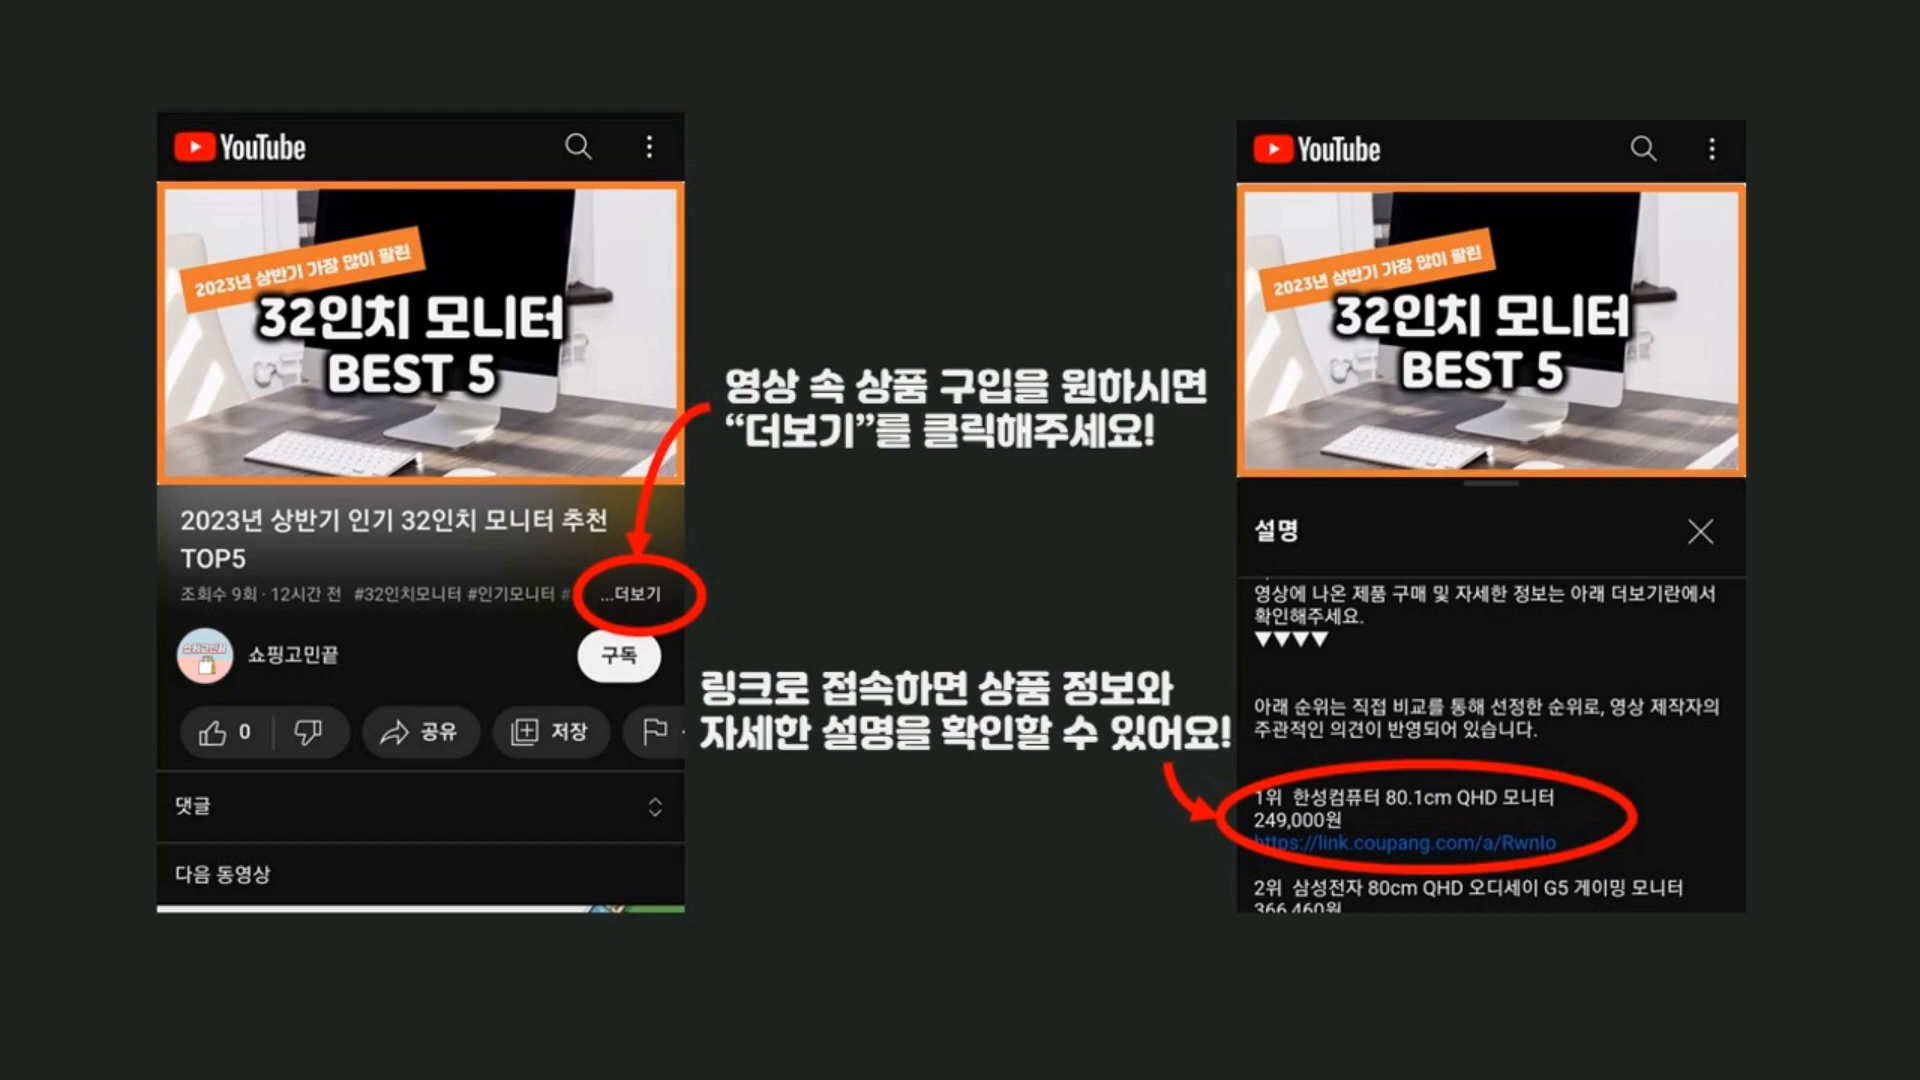 YouTube
2023년 상반기 가장 많이 팔린
32인치 모니터
BEST 5
2023년 상반기 인기 32인치 모니터 추천
TOP5
조회수 9회 · 12시간 전 #32인치모니터 #인기모니터 # ...더보기
쇼핑고민끝
쇼핑고민끝
구독
0
공유
저장
댓글
다음 동영상
영상 속 상품 구입을 원하시면
“더보기”를 클릭해주세요!
링크로 접속하면 상품 정보와
자세한 설명을 확인할 수 있어요!
YouTube
2023년 상반기 가장 많이 팔린
32인치 모니터
BEST 5
설명
영상에 나온 제품 구매 및 자세한 정보는 아래 더보기란에서
확인해주세요.
▼▼▼▼
아래 순위는 직접 비교를 통해 선정한 순위로, 영상 제작자의
주관적인 의견이 반영되어 있습니다.
1위 한성컴퓨터 80.1cm QHD 모니터
249,000원
https://link.coupang.com/a/RwnIo
2위 삼성전자 80cm QHD 오디세이 G5 게이밍 모니터
366,460원